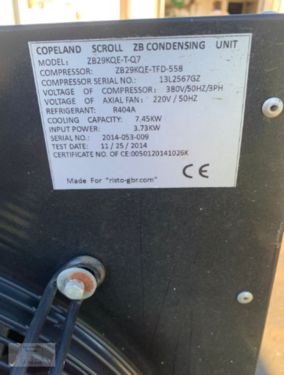 COPELAND SCROLL ZB CONDENSING UNIT
MODEL: ZB29KQE-T-Q7
COMPRESSOR: ZB29KQE-TFD-558
COMPRESSOR SERIAL NO.: 13L2567GZ
VOLTAGE OF COMPRESSOR: 380V/50HZ/3PH
VOLTAGE OF AXIAL FAN: 220V / 50HZ
REFRIGERANT: R404A
COOLING CAPACITY: 7.45KW
INPUT POWER: 3.73KW
SERIAL NO.: 2014-053-009
TEST DATE: 11 / 25 / 2014
CERTIFICATE NO. OF CE:0050120141026K
Made For "risto-gbr.com"
CE